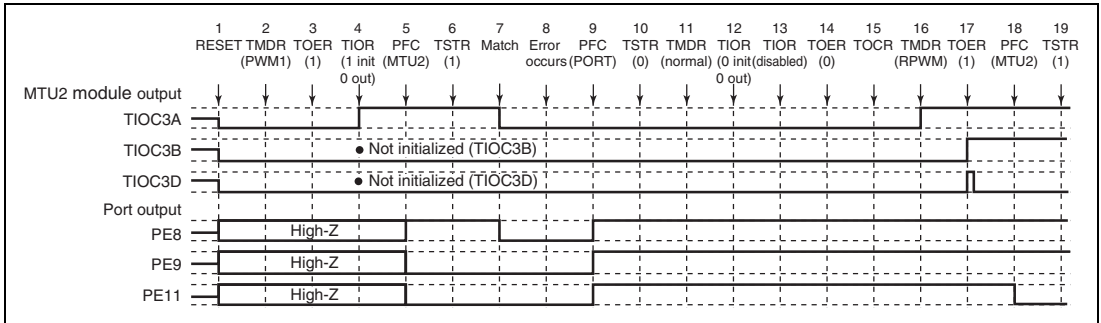 1 2 3 4 5 6 7 8 9 10 11 12 13 14 15 16 17 18 19
RESET TMDR TOER TIOR PFC TSTR Match Error PFC TSTR TMDR TIOR TIOR TOER TOCR TMDR TOER PFC TSTR
(PWM1) (1) (1 init (MTU2) (1) occurs (PORT) (0) (normal) (0 init (disabled) (0) (RPWM) (1) (MTU2) (1)
0 out) 0 out)
MTU2 module output
TIOC3A
TIOC3B • Not initialized (TIOC3B)
TIOC3D • Not initialized (TIOC3D)
Port output
PE8 High-Z
PE9 High-Z
PE11 High-Z